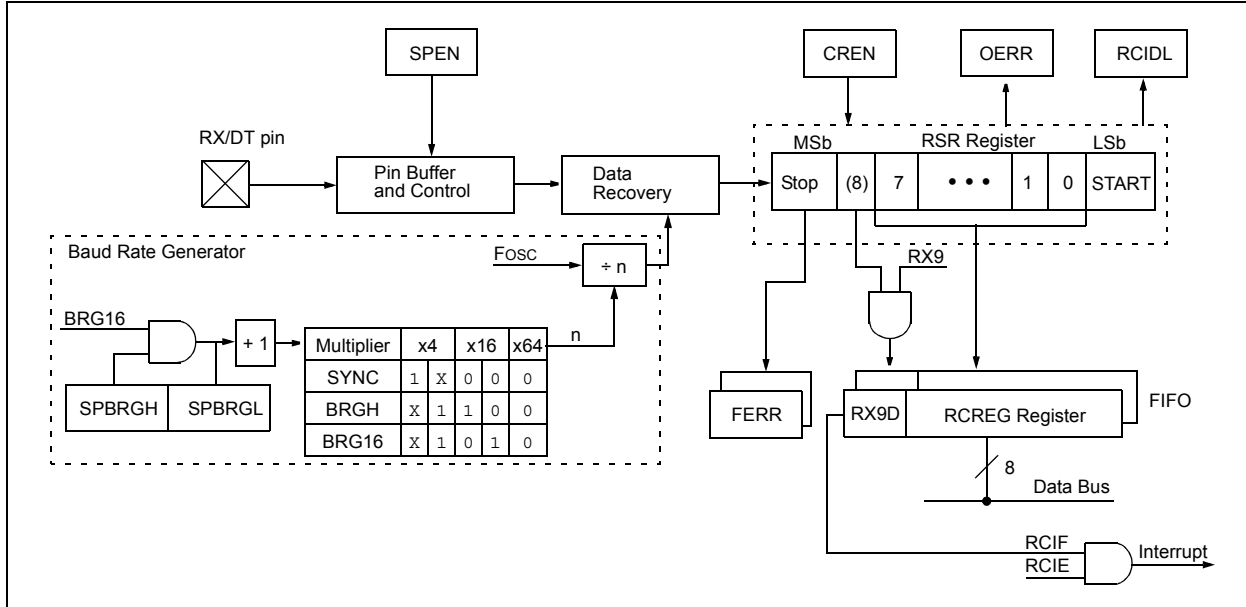 SPEN
CREN
OERR
RCIDL
RX/DT pin
MSb
RSR Register
LSb
Pin Buffer
and Control
Data
Recovery
Stop (8) 7 • • • 1 0 START
Baud Rate Generator
FOSC
÷ n
RX9
BRG16
+ 1
n
Multiplier x4 x16 x64
SYNC 1 X 0 0 0
BRGH X 1 1 0 0
BRG16 X 1 0 1 0
SPBRGH SPBRGL
FERR
RX9D
RCREG Register
FIFO
8
Data Bus
RCIF
RCIE
Interrupt